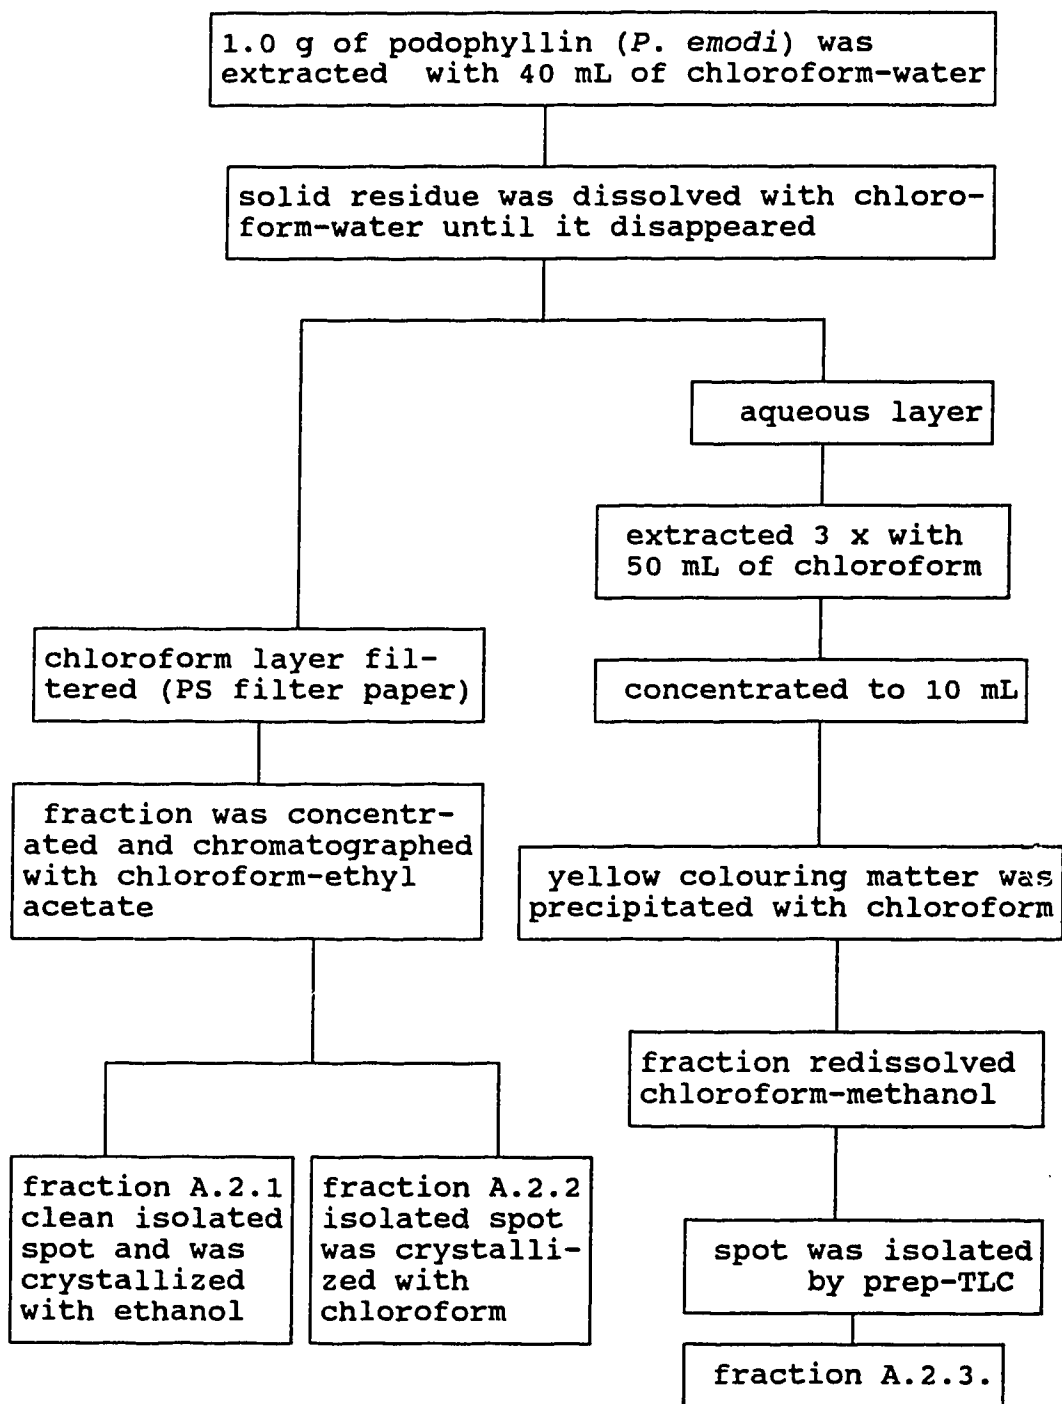 1.0 g of podophyllin (P. emodi) was
extracted with 40 mL of chloroform-water
solid residue was dissolved with chloro-
form-water until it disappeared
aqueous layer
extracted 3 x with
50 mL of chloroform
chloroform layer fil-
tered (PS filter paper)
concentrated to 10 mL
fraction was concentr-
ated and chromatographed
with chloroform-ethyl
acetate
yellow colouring matter was
precipitated with chloroform
fraction redissolved
chloroform-methanol
fraction A.2.1
clean isolated
spot and was
crystallized
with ethanol
fraction A.2.2
isolated spot
was crystalli-
zed with
chloroform
spot was isolated
by prep-TLC
fraction A.2.3.